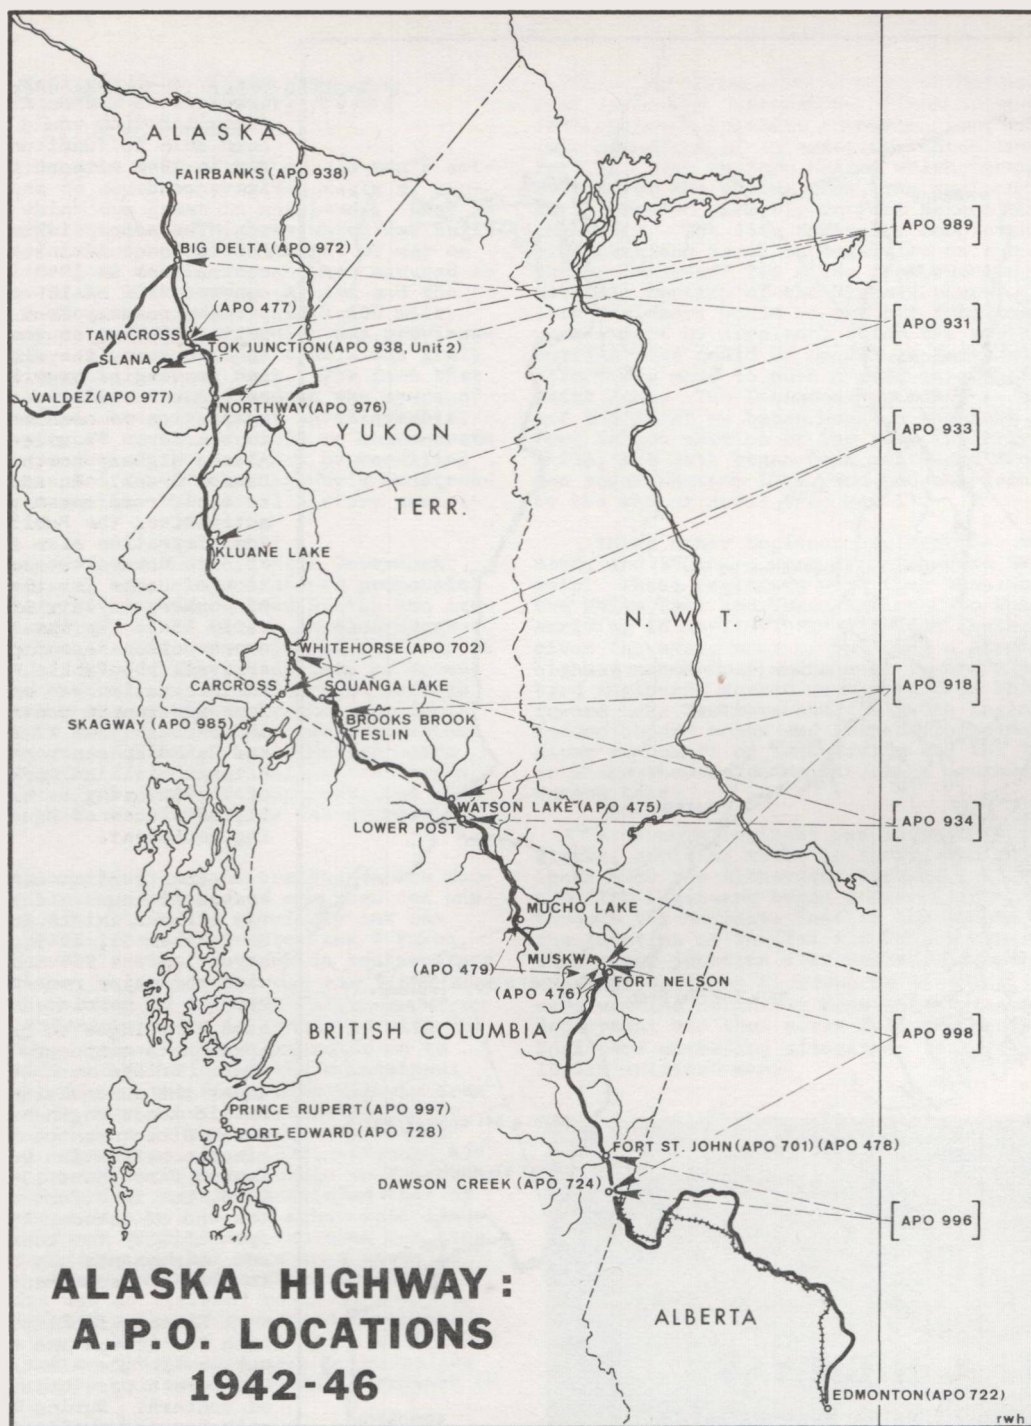 ALASKA
FAIRBANKS (APO 938)
BIG DELTA (APO 972)
[APO 989]
(APO 477)
TANACROSS
TOK JUNCTION (APO 938, Unit 2)
SLANA
[APO 931]
VALDEZ (APO 977)
NORTHWAY (APO 976)
YUKON
[APO 933]
TERR.
KLUANE LAKE
N. W. T.
WHITEHORSE (APO 702)
CARCROSS
SQUANGA LAKE
[APO 918]
SKAGWAY (APO 985)
BROOKS BROOK
TESLIN
WATSON LAKE (APO 475)
LOWER POST
[APO 934]
MUCHO LAKE
MUSKWA
(APO 479)
FORT NELSON
(APO 476)
BRITISH COLUMBIA
[APO 998]
PRINCE RUPERT (APO 997)
PORT EDWARD (APO 728)
FORT ST. JOHN (APO 701) (APO 478)
DAWSON CREEK (APO 724)
[APO 996]
ALASKA HIGHWAY:
A.P.O. LOCATIONS
1942-46
ALBERTA
EDMONTON (APO 722)
rwh